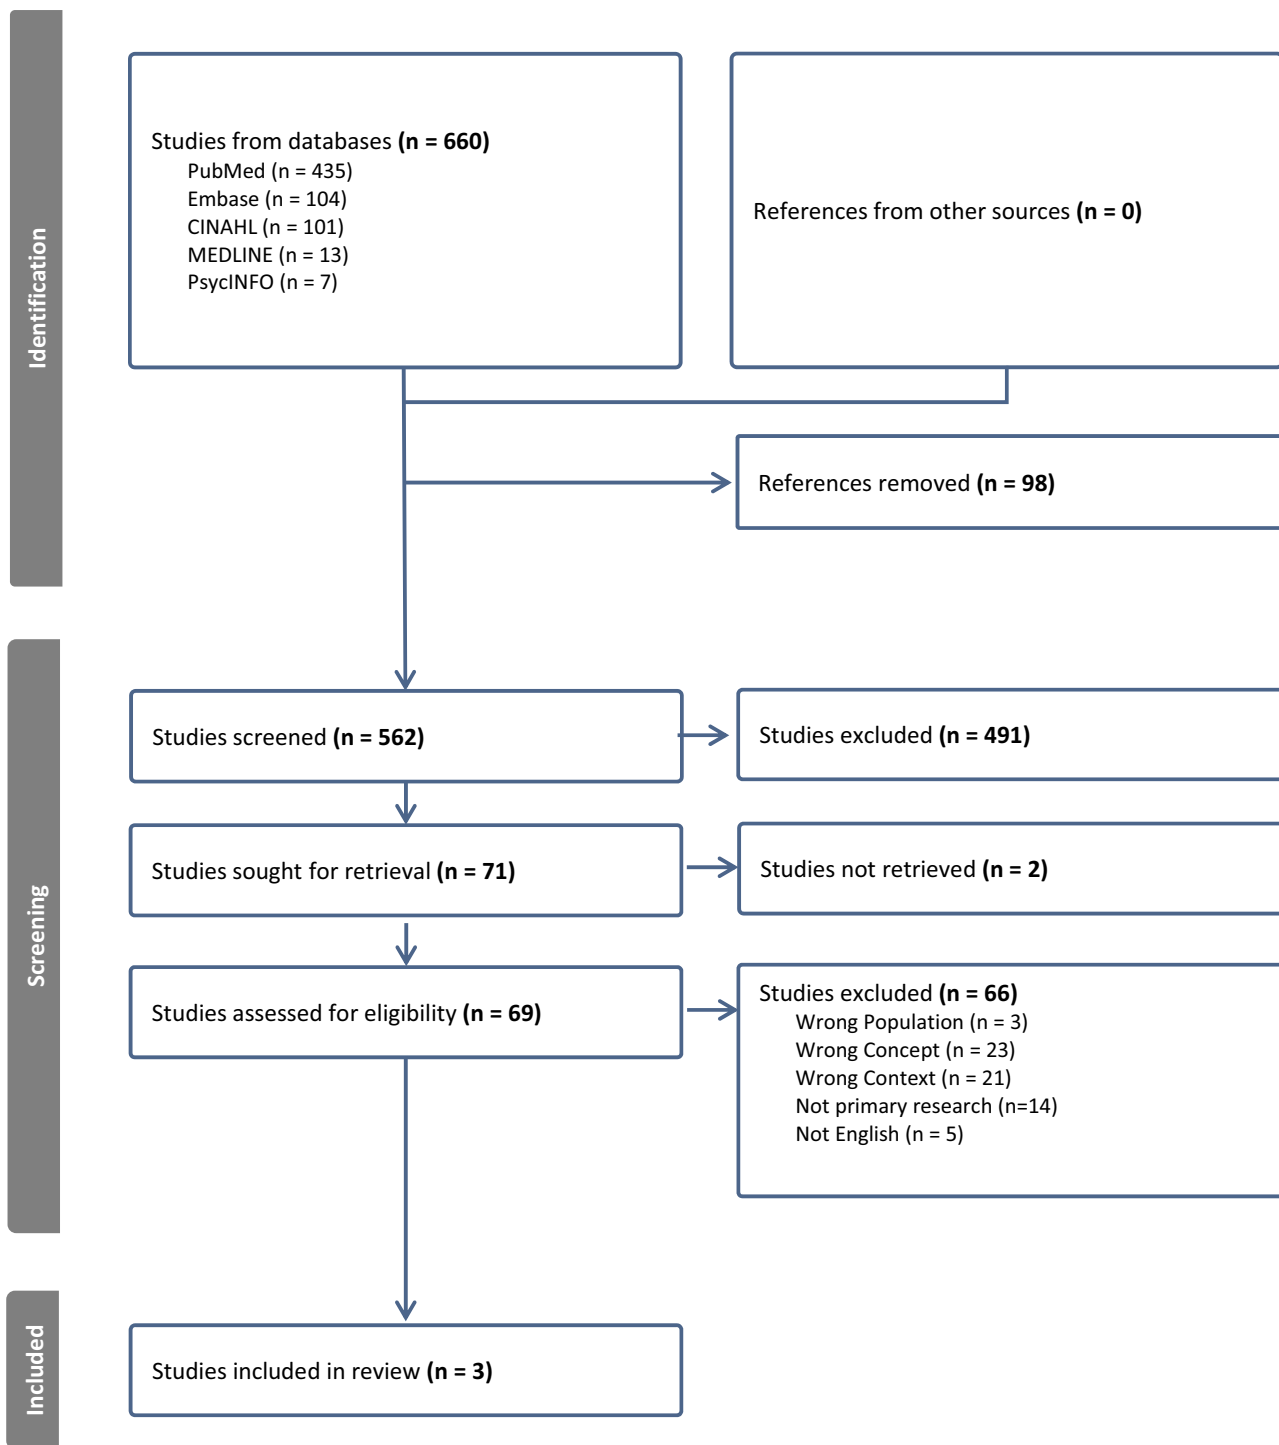 Identification
Studies from databases (n = 660)
PubMed (n = 435)
Embase (n = 104)
CINAHL (n = 101)
MEDLINE (n = 13)
PsycINFO (n = 7)
References from other sources (n = 0)
References removed (n = 98)
Screening
Studies screened (n = 562)
Studies excluded (n = 491)
Studies sought for retrieval (n = 71)
Studies not retrieved (n = 2)
Studies assessed for eligibility (n = 69)
Studies excluded (n = 66)
Wrong Population (n = 3)
Wrong Concept (n = 23)
Wrong Context (n = 21)
Not primary research (n=14)
Not English (n = 5)
Included
Studies included in review (n = 3)